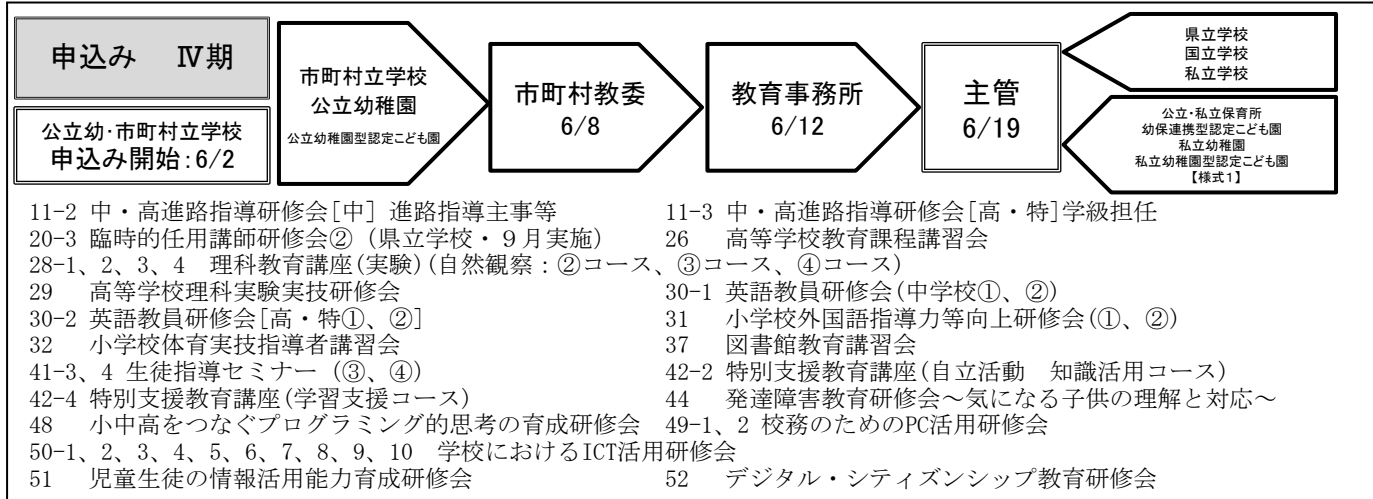 申込み Ⅳ期
公立幼・市町村立学校
申込み開始:6/2
市町村立学校
公立幼稚園
公立幼稚園型認定こども園
市町村教委
6/8
教育事務所
6/12
主管
6/19
県立学校
国立学校
私立学校
公立・私立保育所
幼保連携型認定こども園
私立幼稚園
私立幼稚園型認定こども園
【様式1】
11-2 中・高進路指導研修会[中] 進路指導主事等 11-3 中・高進路指導研修会[高・特]学級担任
20-3 臨時的任用講師研修会② (県立学校・９月実施) 26 高等学校教育課程講習会
28-1、2、3、4 理科教育講座(実験)(自然観察：②コース、③コース、④コース)
29 高等学校理科実験実技研修会 30-1 英語教員研修会(中学校①、②)
30-2 英語教員研修会[高・特①、②] 31 小学校外国語指導力等向上研修会(①、②)
32 小学校体育実技指導者講習会 37 図書館教育講習会
41-3、4 生徒指導セミナー (③、④) 42-2 特別支援教育講座(自立活動 知識活用コース)
42-4 特別支援教育講座(学習支援コース) 44 発達障害教育研修会～気になる子供の理解と対応～
48 小中高をつなぐプログラミング的思考の育成研修会 49-1、2 校務のためのPC活用研修会
50-1、2、3、4、5、6、7、8、9、10 学校におけるICT活用研修会
51 児童生徒の情報活用能力育成研修会 52 デジタル・シティズンシップ教育研修会